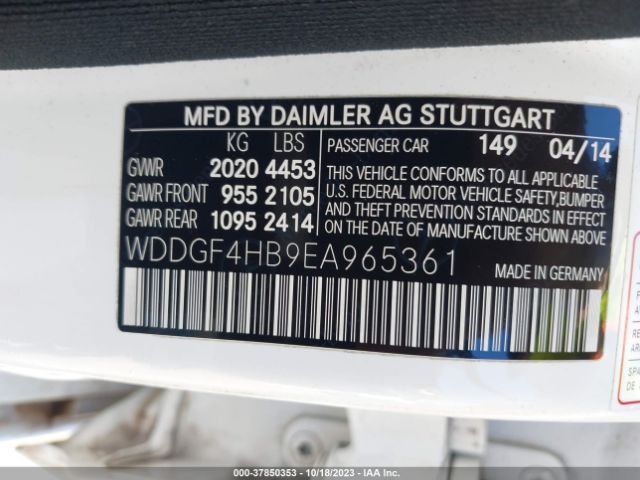 MFD BY DAIMLER AG STUTTGART
KG LBS PASSENGER CAR 149 04/14
GVWR 2020 4453
GAWR FRONT 955 2105
GAWR REAR 1095 2414
THIS VEHICLE CONFORMS TO ALL APPLICABLE
U.S. FEDERAL MOTOR VEHICLE SAFETY,BUMPER
AND THEFT PREVENTION STANDARDS IN EFFECT
ON THE DATE OF MANUFACTURE SHOWN ABOVE.
WDDGF4HB9EA965361 MADE IN GERMANY
SPA
DE
000-37850353 - 10/18/2023 - IAA Inc.